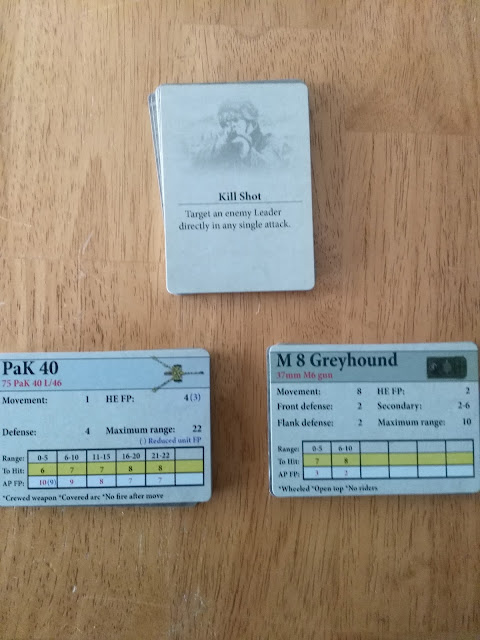 Kill Shot
Target an enemy Leader
directly in any single attack.
PaK 40
75 PaK 40 L/46
Movement: 1 HE FP: 4(3)
Defense: 4 Maximum range: 22
( ) Reduced unit FP
Range: 0-5 6-10 11-15 16-20 21-22
To Hit: 6 7 7 8 8
AP FP: 10(9) 9 8 7 7
*Crewed weapon *Covered arc *No fire after move
M 8 Greyhound
37mm M6 gun
Movement: 8 HE FP: 2
Front defense: 2 Secondary: 2-6
Flank defense: 2 Maximum range: 10
Range: 0-5 6-10
To Hit: 7 8
AP FP: 3 2
*Wheeled *Open top *No riders